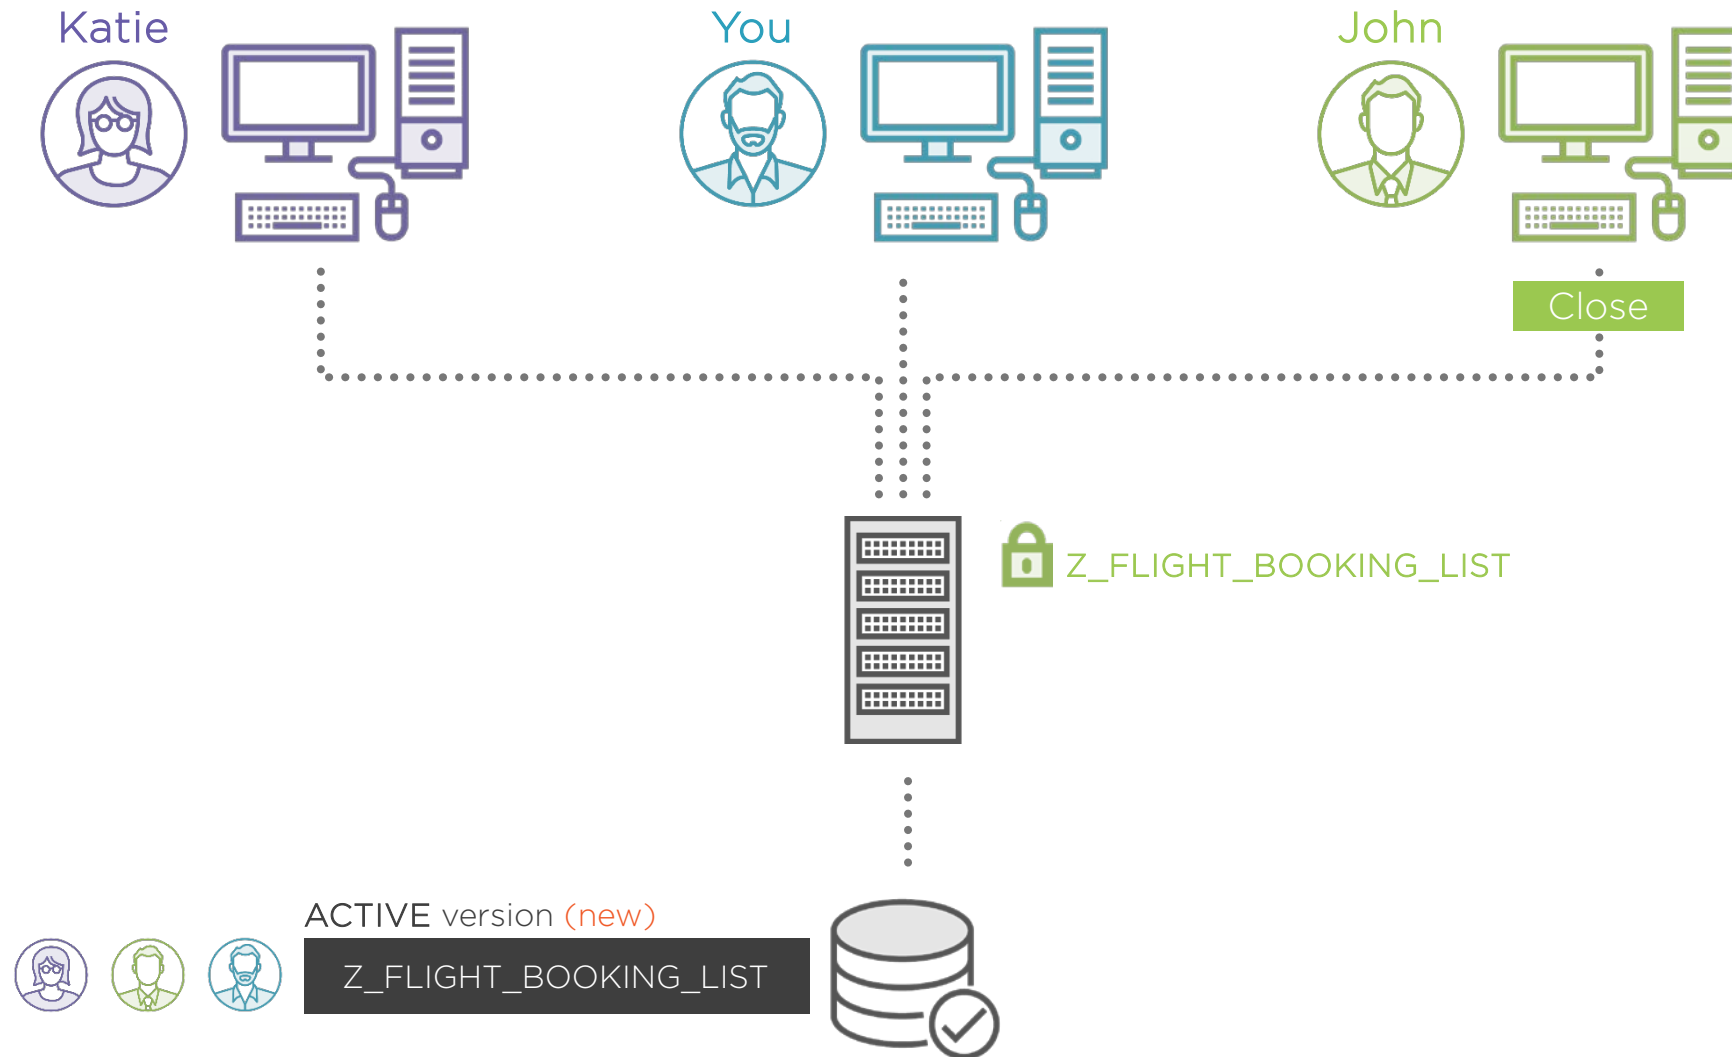 Katie
You
John
Close
Z_FLIGHT_BOOKING_LIST
ACTIVE version (new)
Z_FLIGHT_BOOKING_LIST